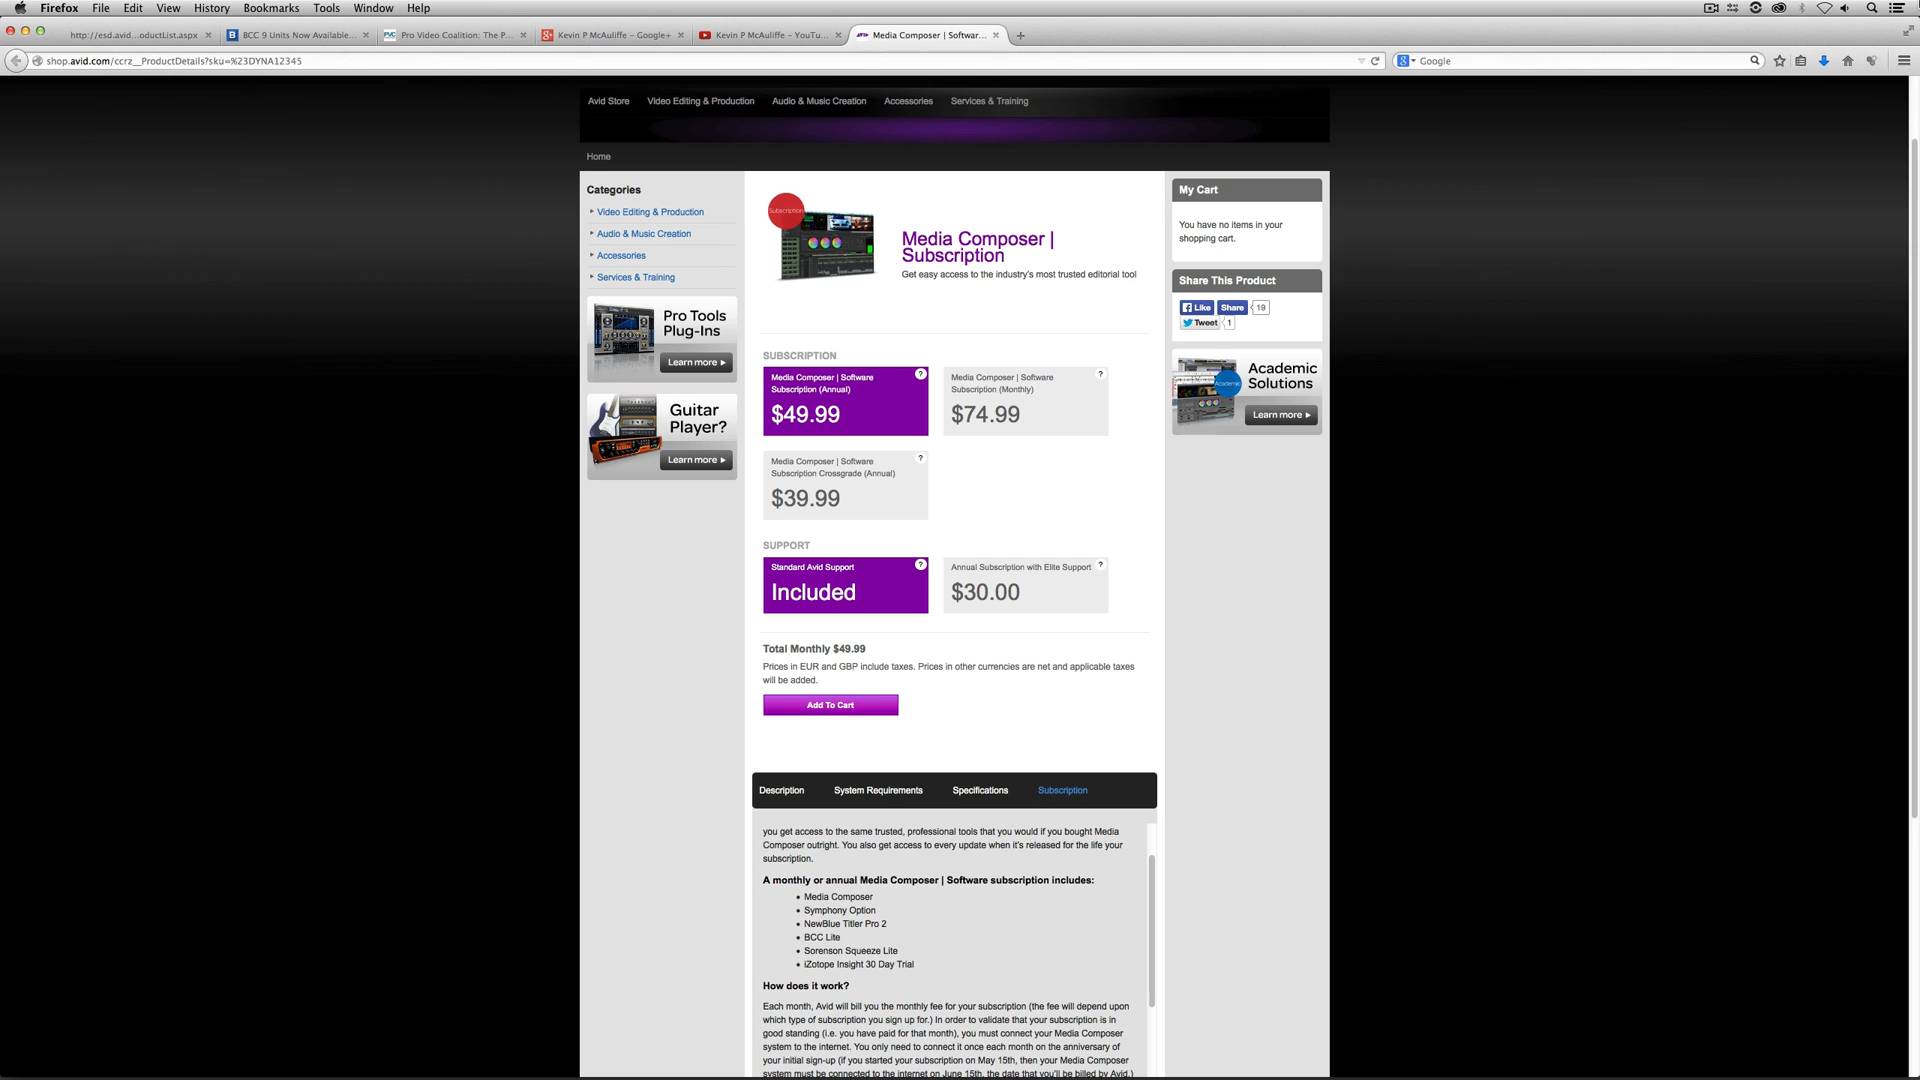 Firefox File Edit View History Bookmarks Tools Window Help
http://esd.avid...oductList.aspx BCC 9 Units Now Available... Pro Video Coalition: The P... Kevin P McAuliffe – Google+ Kevin P McAuliffe – YouTu... Media Composer | Softwar...
shop.avid.com/ccrz__ProductDetails?sku=%23DYNA12345
Google
Avid Store Video Editing & Production Audio & Music Creation Accessories Services & Training
Home
Categories
Video Editing & Production
Audio & Music Creation
Accessories
Services & Training
Pro Tools
Plug-Ins
Learn more
Guitar
Player?
Learn more
Subscription
Media Composer |
Subscription
Get easy access to the industry's most trusted editorial tool
SUBSCRIPTION
Media Composer | Software
Subscription (Annual)
?
$49.99
Media Composer | Software
Subscription (Monthly)
?
$74.99
Media Composer | Software
Subscription Crossgrade (Annual)
?
$39.99
SUPPORT
Standard Avid Support
?
Included
Annual Subscription with Elite Support
?
$30.00
Total Monthly $49.99
Prices in EUR and GBP include taxes. Prices in other currencies are net and applicable taxes
will be added.
Add To Cart
Description System Requirements Specifications Subscription
you get access to the same trusted, professional tools that you would if you bought Media
Composer outright. You also get access to every update when it's released for the life your
subscription.
A monthly or annual Media Composer | Software subscription includes:
• Media Composer
• Symphony Option
• NewBlue Titler Pro 2
• BCC Lite
• Sorenson Squeeze Lite
• iZotope Insight 30 Day Trial
How does it work?
Each month, Avid will bill you the monthly fee for your subscription (the fee will depend upon
which type of subscription you sign up for.) In order to validate that your subscription is in
good standing (i.e. you have paid for that month), you must connect your Media Composer
system to the internet. You only need to connect it once each month on the anniversary of
your initial sign-up (if you started your subscription on May 15th, then your Media Composer
system must be connected to the internet on June 15th, the date that you'll be billed by Avid.)
My Cart
You have no items in your
shopping cart.
Share This Product
Like Share 19
Tweet 1
Academic
Academic
Solutions
Learn more